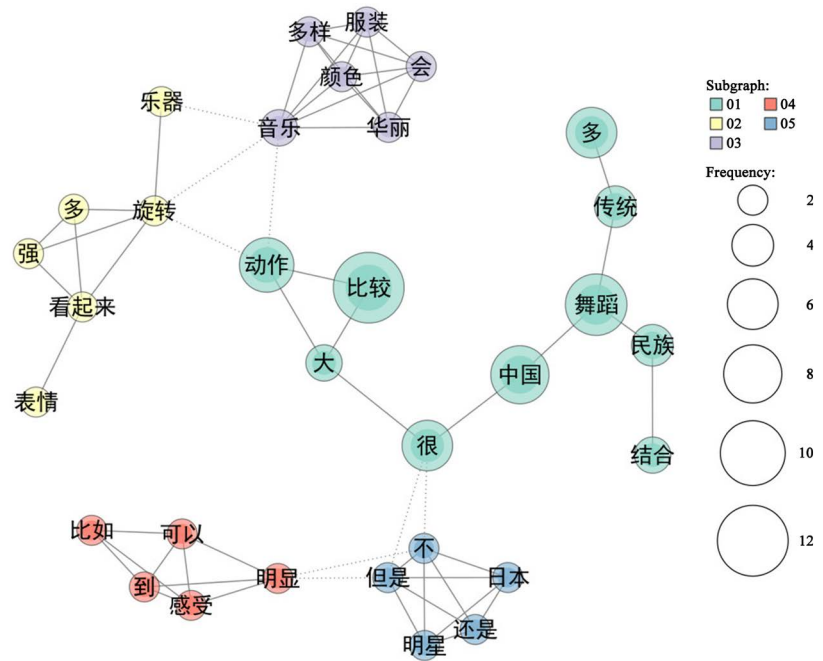 多样
服装
颜色
会
音乐
华丽
乐器
多
旋转
强
看起来
表情
多
传统
动作
比较
舞蹈
民族
大
中国
很
结合
比如
可以
到
感受
明显
不
但是
日本
还是
明星
Subgraph:
01 04
02 05
03
Frequency:
2
4
6
8
10
12